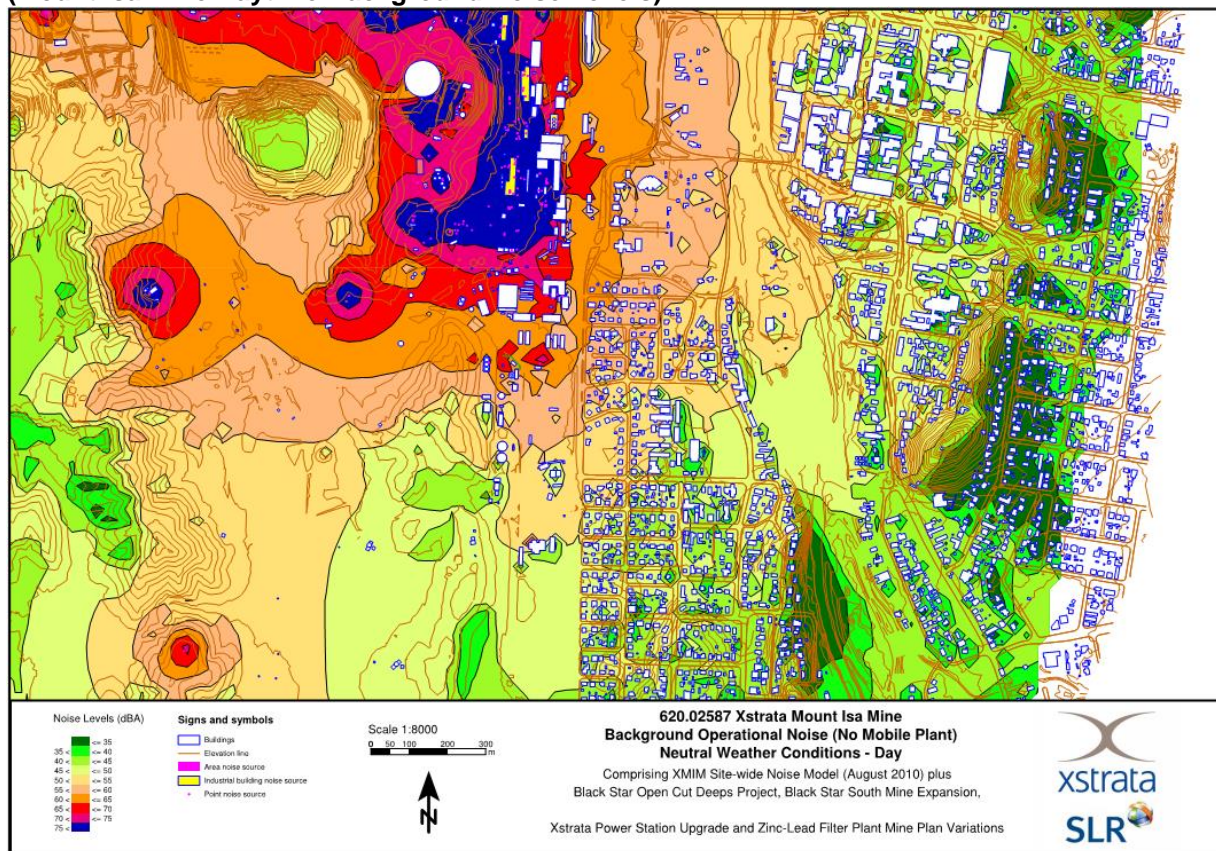 Noise Levels (dBA)
<= 35
35 < <= 40
40 < <= 45
45 < <= 50
50 < <= 55
55 < <= 60
60 < <= 65
65 < <= 70
70 < <= 75
75 <
Signs and symbols
Buildings
Elevation line
Area noise source
Industrial building noise source
Point noise source
Scale 1:8000
0 50 100 200 300
m
N
620.02587 Xstrata Mount Isa Mine
Background Operational Noise (No Mobile Plant)
Neutral Weather Conditions - Day
Comprising XMIM Site-wide Noise Model (August 2010) plus
Black Star Open Cut Deeps Project, Black Star South Mine Expansion,
Xstrata Power Station Upgrade and Zinc-Lead Filter Plant Mine Plan Variations
xstrata
SLR